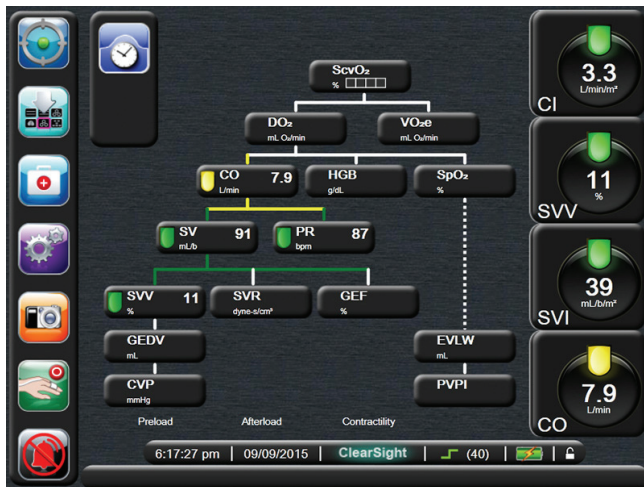 ScvO₂
%
DO₂
mL O₂/min
VO₂e
mL O₂/min
CO 7.9
L/min
HGB
g/dL
SpO₂
%
SV 91
mL/b
PR 87
bpm
SVV 11
%
SVR
dyne-s/cm⁵
GEF
%
GEDV
mL
EVLW
mL
CVP
mmHg
PVPI
Preload Afterload Contractility
3.3
L/min/m²
CI
11
%
SVV
39
mL/b/m²
SVI
7.9
L/min
CO
6:17:27 pm | 09/09/2015 | ClearSight | (40) | |